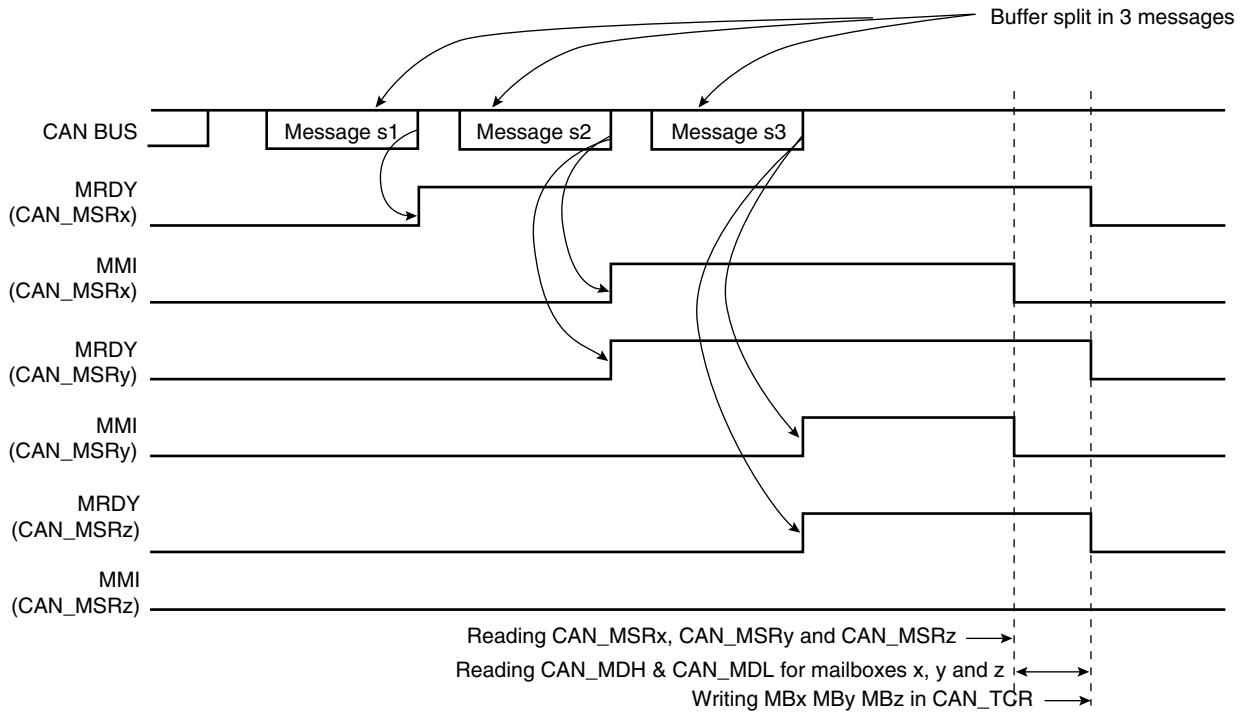 Buffer split in 3 messages
CAN BUS
Message s1
Message s2
Message s3
MRDY
(CAN_MSRx)
MMI
(CAN_MSRx)
MRDY
(CAN_MSRy)
MMI
(CAN_MSRy)
MRDY
(CAN_MSRz)
MMI
(CAN_MSRz)
Reading CAN_MSRx, CAN_MSRy and CAN_MSRz
Reading CAN_MDH & CAN_MDL for mailboxes x, y and z
Writing MBx MBy MBz in CAN_TCR